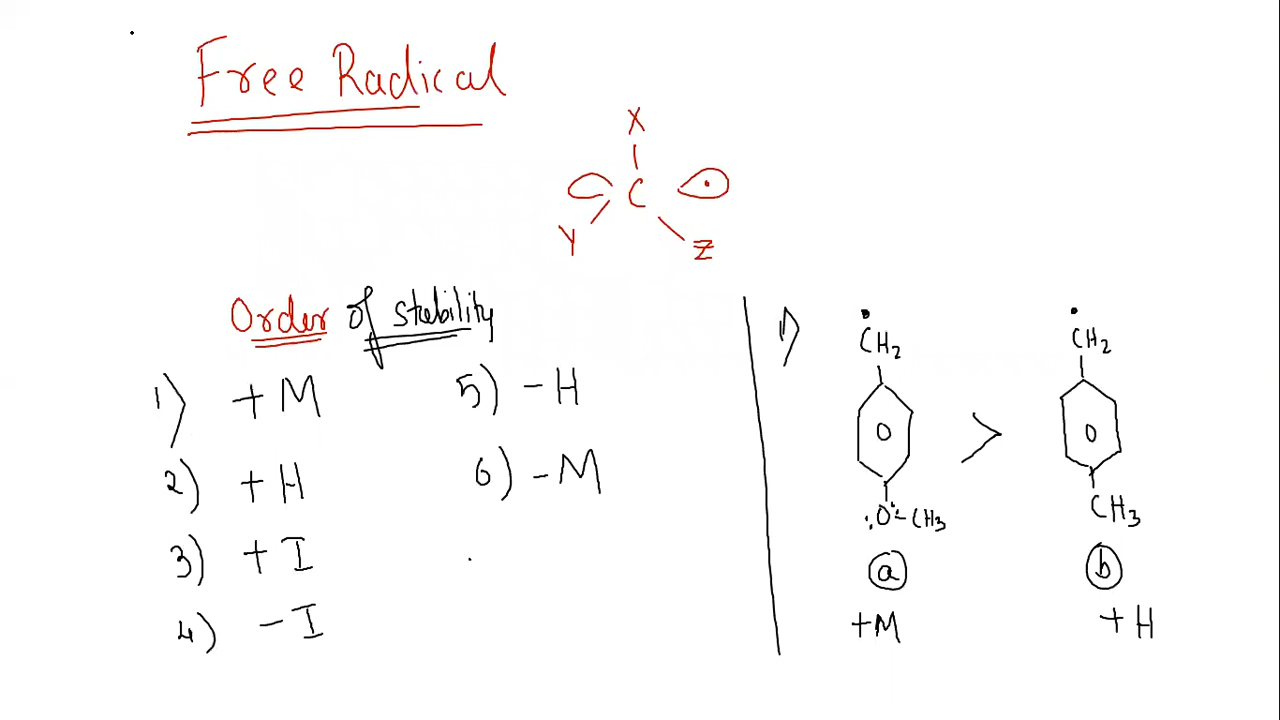 Free Radical
X
C
Y
Z
Order of stability
1) + M
2) + H
3) + I
4) - I
5) - H
6) - M
1)
CH2 CH2
O > O
:O:-CH3 CH3
a b
+M + H